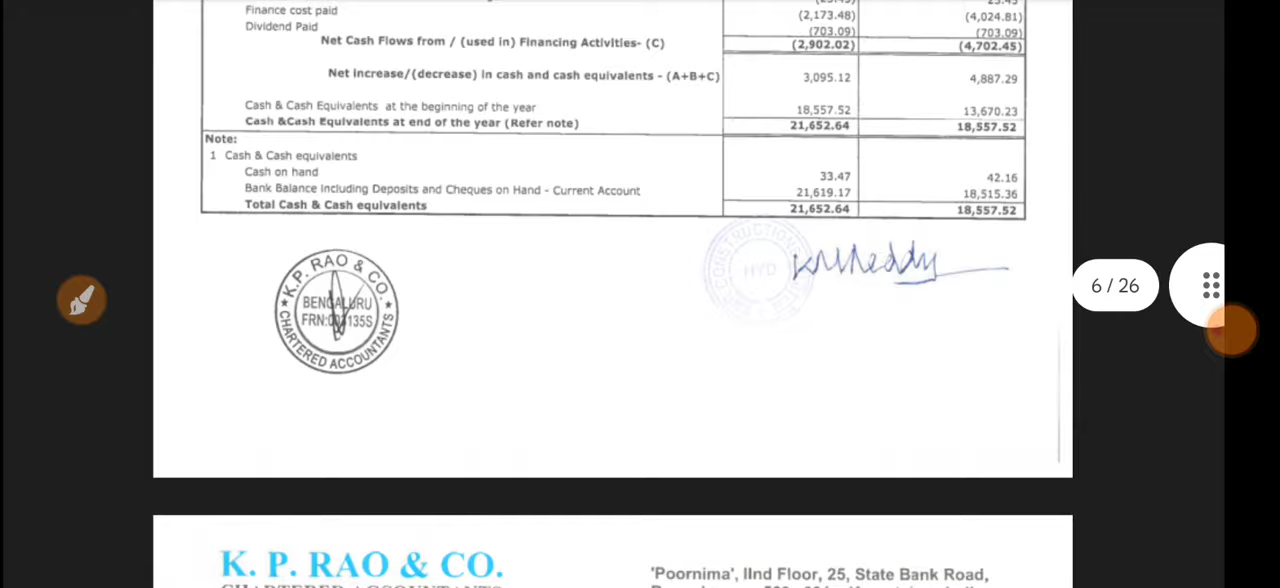 Finance cost paid (2,173.48) (4,024.81)
Dividend Paid (703.09) (703.09)
Net Cash Flows from / (used in) Financing Activities- (C) (2,902.02) (4,702.45)
Net increase/(decrease) in cash and cash equivalents - (A+B+C) 3,095.12 4,887.29
Cash & Cash Equivalents at the beginning of the year 18,557.52 13,670.23
Cash &Cash Equivalents at end of the year (Refer note) 21,652.64 18,557.52
Note:
1 Cash & Cash equivalents
Cash on hand 33.47 42.16
Bank Balance Including Deposits and Cheques on Hand - Current Account 21,619.17 18,515.36
Total Cash & Cash equivalents 21,652.64 18,557.52
K.P. RAO & CO.
BENGALURU
CHARTERED ACCOUNTANTS
CONSTRUCTIONS
HYD
KNMReddy
6 / 26
K. P. RAO & CO.
CHARTERED ACCOUNTANTS
'Poornima', IInd Floor, 25, State Bank Road,